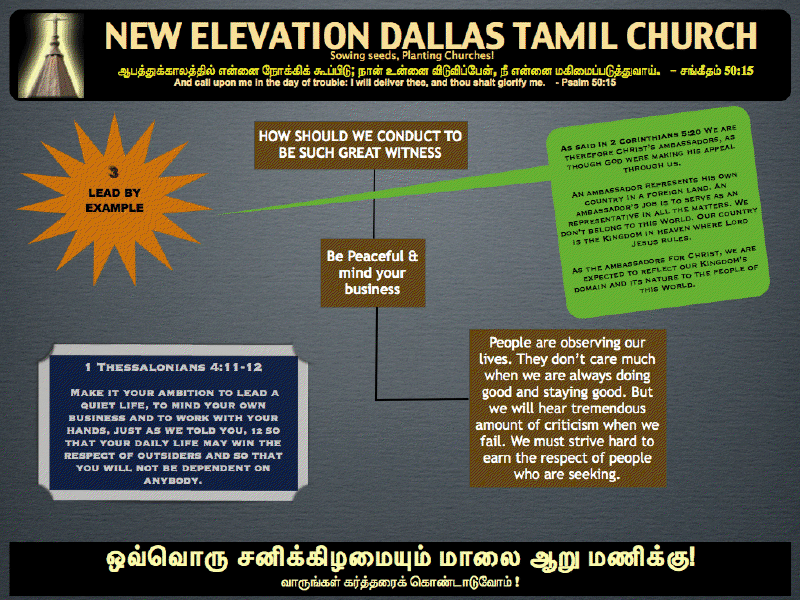 NEW ELEVATION DALLAS TAMIL CHURCH
Sowing seeds, Planting Churches!
ஆபத்துக்காலத்தில் என்னை நோக்கிக் கூப்பிடு; நான் உன்னை விடுவிப்பேன், நீ என்னை மகிமைப்படுத்துவாய். – சங்கீதம் 50:15
And call upon me in the day of trouble: I will deliver thee, and thou shalt glorify me. - Psalm 50:15
HOW SHOULD WE CONDUCT TO
BE SUCH GREAT WITNESS
3
LEAD BY
EXAMPLE
As said in 2 Corinthians 5:20 We are
therefore Christ's ambassadors, as
though God were making his appeal
through us.
An ambassador represents his own
country in a foreign land. An
ambassador's job is to serve as an
representative in all the matters. We
don't belong to this World. Our country
is the Kingdom in heaven where Lord
Jesus rules.
As the ambassadors for Christ, we are
expected to reflect our Kingdom's
domain and its nature to the people of
this World.
Be Peaceful &
mind your
business
1 Thessalonians 4:11-12
Make it your ambition to lead a
quiet life, to mind your own
business and to work with your
hands, just as we told you, 12 so
that your daily life may win the
respect of outsiders and so that
you will not be dependent on
anybody.
People are observing our
lives. They don't care much
when we are always doing
good and staying good. But
we will hear tremendous
amount of criticism when we
fail. We must strive hard to
earn the respect of people
who are seeking.
ஒவ்வொரு சனிக்கிழமையும் மாலை ஆறு மணிக்கு!
வாருங்கள் கர்த்தரைக் கொண்டாடுவோம் !